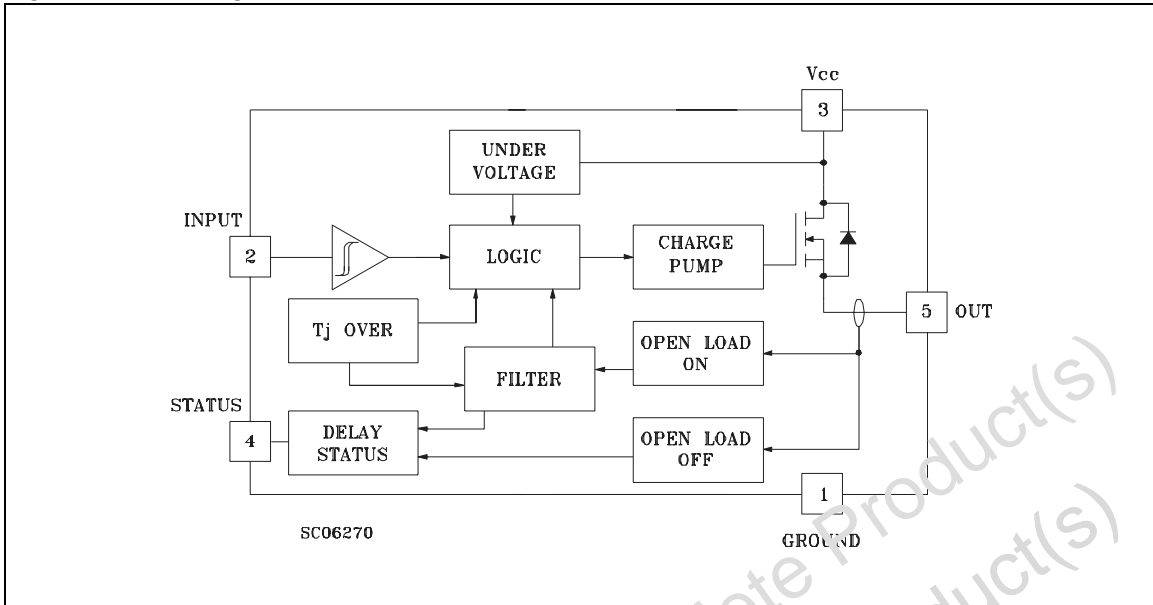 Vcc
3
UNDER
VOLTAGE
INPUT
2
LOGIC
CHARGE
PUMP
5
OUT
Tj OVER
OPEN LOAD
ON
FILTER
STATUS
4
DELAY
STATUS
OPEN LOAD
OFF
1
GROUND
SC06270
Product(s)